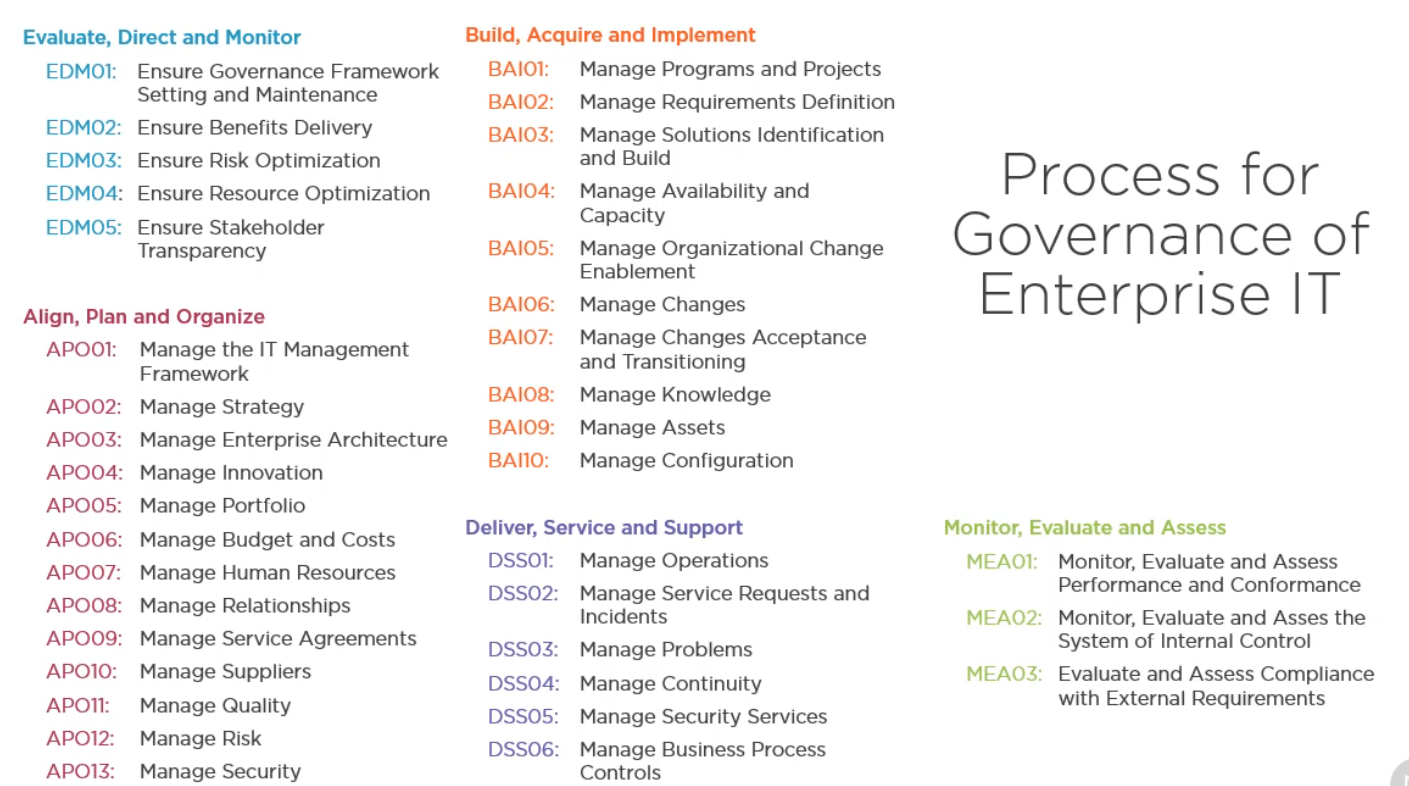 Evaluate, Direct and Monitor
EDM01: Ensure Governance Framework
Setting and Maintenance
EDM02: Ensure Benefits Delivery
EDM03: Ensure Risk Optimization
EDM04: Ensure Resource Optimization
EDM05: Ensure Stakeholder
Transparency
Align, Plan and Organize
APO01: Manage the IT Management
Framework
APO02: Manage Strategy
APO03: Manage Enterprise Architecture
APO04: Manage Innovation
APO05: Manage Portfolio
APO06: Manage Budget and Costs
APO07: Manage Human Resources
APO08: Manage Relationships
APO09: Manage Service Agreements
APO10: Manage Suppliers
APO11: Manage Quality
APO12: Manage Risk
APO13: Manage Security
Build, Acquire and Implement
BAI01: Manage Programs and Projects
BAI02: Manage Requirements Definition
BAI03: Manage Solutions Identification
and Build
BAI04: Manage Availability and
Capacity
BAI05: Manage Organizational Change
Enablement
BAI06: Manage Changes
BAI07: Manage Changes Acceptance
and Transitioning
BAI08: Manage Knowledge
BAI09: Manage Assets
BAI10: Manage Configuration
Deliver, Service and Support
DSS01: Manage Operations
DSS02: Manage Service Requests and
Incidents
DSS03: Manage Problems
DSS04: Manage Continuity
DSS05: Manage Security Services
DSS06: Manage Business Process
Controls
Process for
Governance of
Enterprise IT
Monitor, Evaluate and Assess
MEA01: Monitor, Evaluate and Assess
Performance and Conformance
MEA02: Monitor, Evaluate and Asses the
System of Internal Control
MEA03: Evaluate and Assess Compliance
with External Requirements